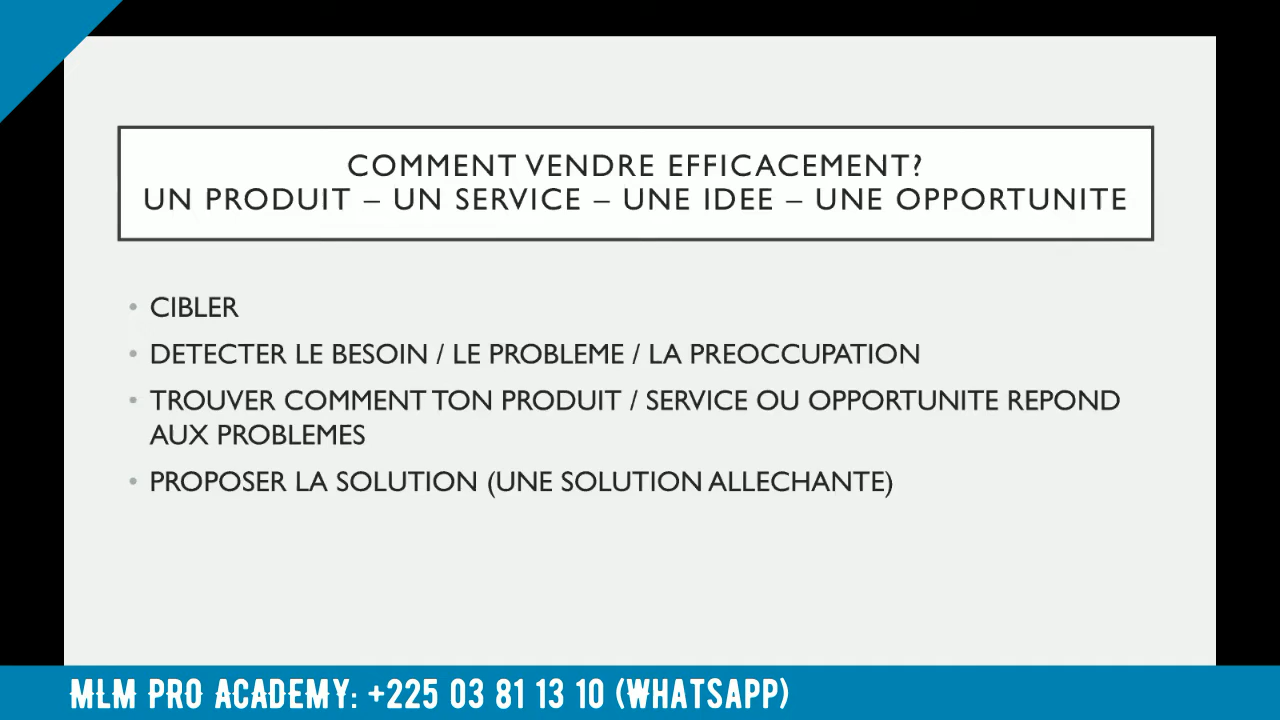 COMMENT VENDRE EFFICACEMENT?
UN PRODUIT – UN SERVICE – UNE IDEE – UNE OPPORTUNITE
• CIBLER
• DETECTER LE BESOIN / LE PROBLEME / LA PREOCCUPATION
• TROUVER COMMENT TON PRODUIT / SERVICE OU OPPORTUNITE REPOND
AUX PROBLEMES
• PROPOSER LA SOLUTION (UNE SOLUTION ALLECHANTE)
MLM PRO ACADEMY: +225 03 81 13 10 (WHATSAPP)